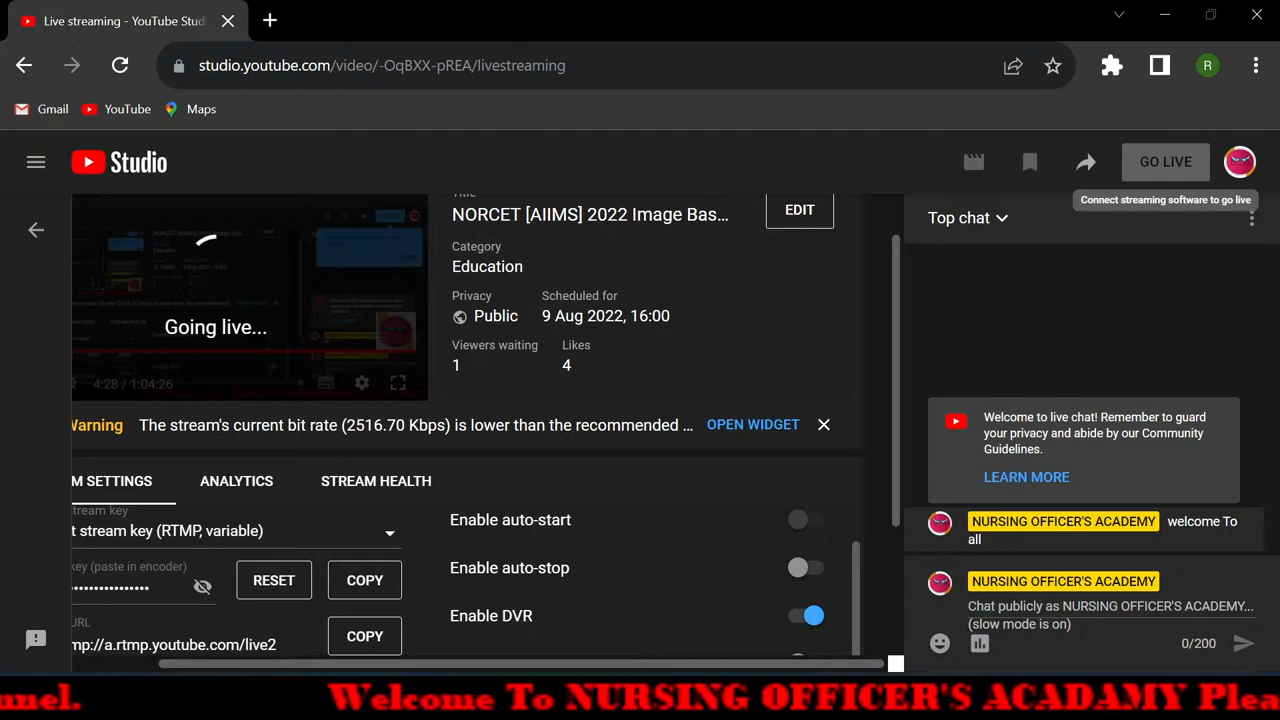 Live streaming - YouTube Stud
studio.youtube.com/video/-OqBXX-pREA/livestreaming
R
Gmail YouTube Maps
Studio
GO LIVE
Connect streaming software to go live
Title
NORCET [AIIMS] 2022 Image Bas...
EDIT
Category
Education
Privacy Scheduled for
Public 9 Aug 2022, 16:00
Viewers waiting Likes
1 4
Going live...
4:28 / 1:04:26
Warning The stream's current bit rate (2516.70 Kbps) is lower than the recommended ... OPEN WIDGET
M SETTINGS ANALYTICS STREAM HEALTH
tream key
t stream key (RTMP, variable)
key (paste in encoder)
RESET COPY
URL
mp://a.rtmp.youtube.com/live2
COPY
Enable auto-start
Enable auto-stop
Enable DVR
Top chat
Welcome to live chat! Remember to guard
your privacy and abide by our Community
Guidelines.
LEARN MORE
NURSING OFFICER'S ACADEMY welcome To
all
NURSING OFFICER'S ACADEMY
Chat publicly as NURSING OFFICER'S ACADEMY...
(slow mode is on)
0/200
unnel. Welcome To NURSING OFFICER'S ACADAMY Plea